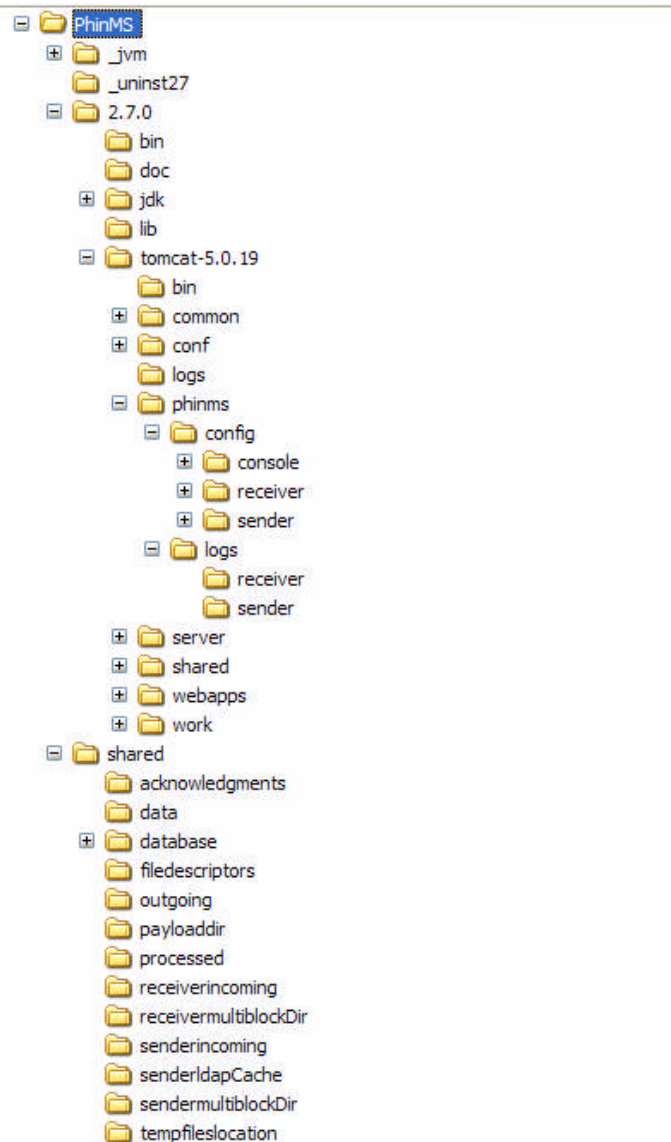 PhinMS
_jvm
_uninst27
2.7.0
bin
doc
jdk
lib
tomcat-5.0.19
bin
common
conf
logs
phinms
config
console
receiver
sender
logs
receiver
sender
server
shared
webapps
work
shared
acknowledgments
data
database
filedescriptors
outgoing
payloaddir
processed
receiverincoming
receivermultiblockDir
senderincoming
senderldapCache
sendermultiblockDir
tempfileslocation